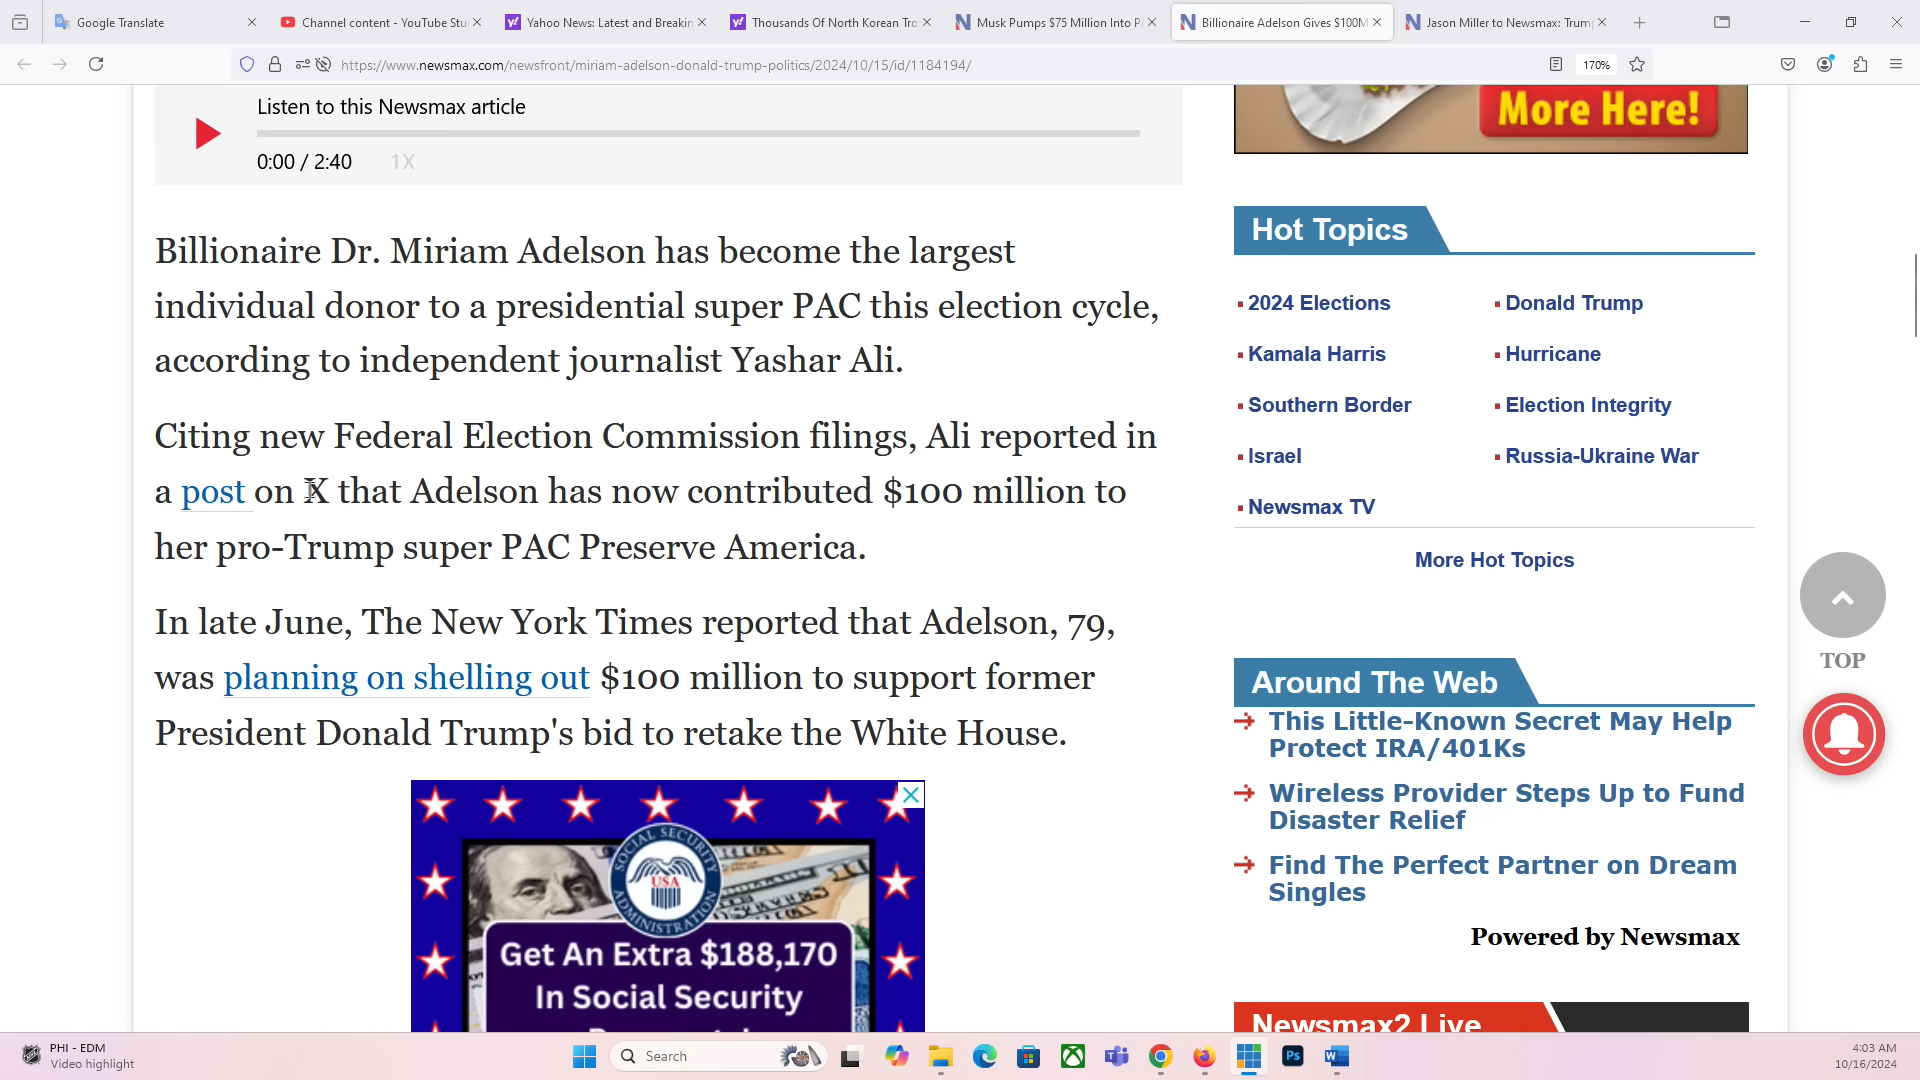 Google Translate
Channel content - YouTube Stu
Yahoo News: Latest and Breakin
Thousands Of North Korean Tro
Musk Pumps $75 Million Into P
Billionaire Adelson Gives $100M
Jason Miller to Newsmax: Trum
https://www.newsmax.com/newsfront/miriam-adelson-donald-trump-politics/2024/10/15/id/1184194/
170%
Listen to this Newsmax article
0:00 / 2:40
1X
Billionaire Dr. Miriam Adelson has become the largest
individual donor to a presidential super PAC this election cycle,
according to independent journalist Yashar Ali.
Citing new Federal Election Commission filings, Ali reported in
a post on X that Adelson has now contributed $100 million to
her pro-Trump super PAC Preserve America.
In late June, The New York Times reported that Adelson, 79,
was planning on shelling out $100 million to support former
President Donald Trump's bid to retake the White House.
SOCIAL SECURITY
USA
ADMINISTRATION
Get An Extra $188,170
In Social Security
More Here!
Hot Topics
2024 Elections
Donald Trump
Kamala Harris
Hurricane
Southern Border
Election Integrity
Israel
Russia-Ukraine War
Newsmax TV
More Hot Topics
TOP
Around The Web
This Little-Known Secret May Help
Protect IRA/401Ks
Wireless Provider Steps Up to Fund
Disaster Relief
Find The Perfect Partner on Dream
Singles
Powered by Newsmax
Newsmax2 Live
PHI - EDM
Video highlight
Search
Ps
4:03 AM
10/16/2024